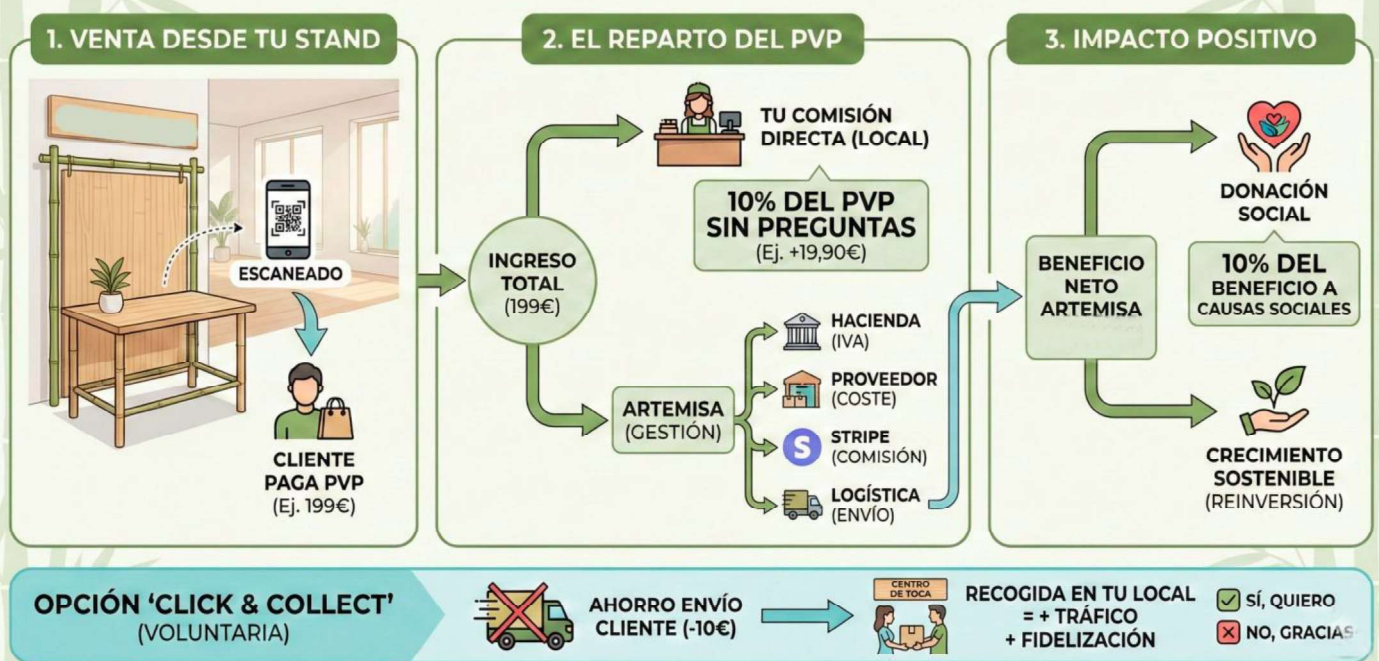 1. VENTA DESDE TU STAND
ESCANEADO
CLIENTE
PAGA PVP
(Ej. 199€)
2. EL REPARTO DEL PVP
INGRESO
TOTAL
(199€)
TU COMISIÓN
DIRECTA (LOCAL)
10% DEL PVP
SIN PREGUNTAS
(Ej. +19,90€)
ARTEMISA
(GESTIÓN)
HACIENDA
(IVA)
PROVEEDOR
(COSTE)
S
STRIPE
(COMISIÓN)
LOGÍSTICA
(ENVÍO)
3. IMPACTO POSITIVO
BENEFICIO
NETO
ARTEMISA
DONACIÓN
SOCIAL
10% DEL
BENEFICIO A
CAUSAS SOCIALES
CRECIMIENTO
SOSTENIBLE
(REINVERSIÓN)
OPCIÓN ‘CLICK & COLLECT’
(VOLUNTARIA)
AHORRO ENVÍO
CLIENTE (-10€)
CENTRO
DE TOCA
RECOGIDA EN TU LOCAL
= + TRÁFICO
+ FIDELIZACIÓN
SÍ, QUIERO
NO, GRACIAS